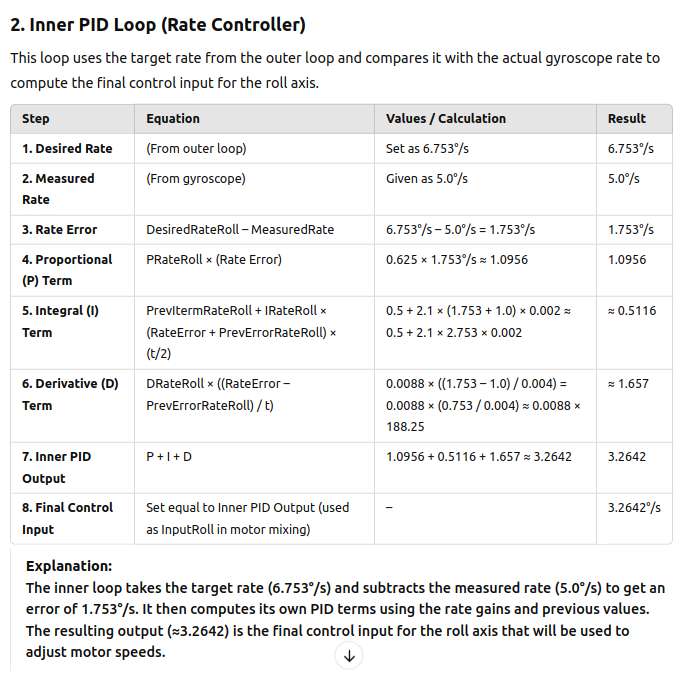 2. Inner PID Loop (Rate Controller)
This loop uses the target rate from the outer loop and compares it with the actual gyroscope rate to
compute the final control input for the roll axis.
Step Equation Values / Calculation Result
1. Desired Rate (From outer loop) Set as 6.753°/s 6.753°/s
2. Measured
Rate
(From gyroscope) Given as 5.0°/s 5.0°/s
3. Rate Error DesiredRateRoll – MeasuredRate 6.753°/s – 5.0°/s = 1.753°/s 1.753°/s
4. Proportional
(P) Term
PRateRoll × (Rate Error) 0.625 × 1.753°/s ≈ 1.0956 1.0956
5. Integral (I)
Term
PrevItermRateRoll + IRateRoll ×
(RateError + PrevErrorRateRoll) ×
(t/2)
0.5 + 2.1 × (1.753 + 1.0) × 0.002 ≈
0.5 + 2.1 × 2.753 × 0.002
≈ 0.5116
6. Derivative (D)
Term
DRateRoll × ((RateError –
PrevErrorRateRoll) / t)
0.0088 × ((1.753 – 1.0) / 0.004) =
0.0088 × (0.753 / 0.004) ≈ 0.0088 ×
188.25
≈ 1.657
7. Inner PID
Output
P + I + D 1.0956 + 0.5116 + 1.657 ≈ 3.2642 3.2642
8. Final Control
Input
Set equal to Inner PID Output (used
as InputRoll in motor mixing)
– 3.2642°/s
Explanation:
The inner loop takes the target rate (6.753°/s) and subtracts the measured rate (5.0°/s) to get an
error of 1.753°/s. It then computes its own PID terms using the rate gains and previous values.
The resulting output (≈3.2642) is the final control input for the roll axis that will be used to
adjust motor speeds.